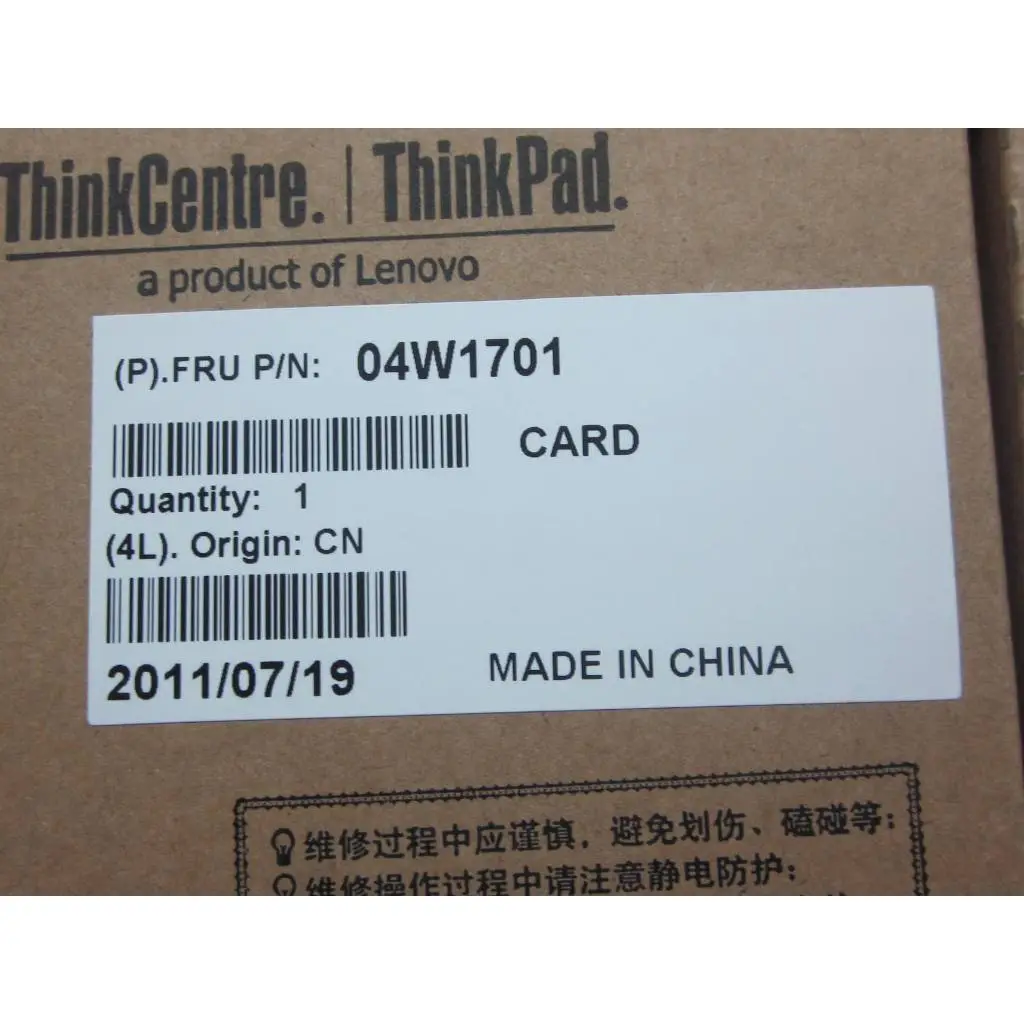 ThinkCentre. | ThinkPad.
a product of Lenovo
(P).FRU P/N: 04W1701
CARD
Quantity: 1
(4L). Origin: CN
2011/07/19
MADE IN CHINA
维修过程中应谨慎，避免划伤、磕碰等：
维修操作过程中请注意静电防护：